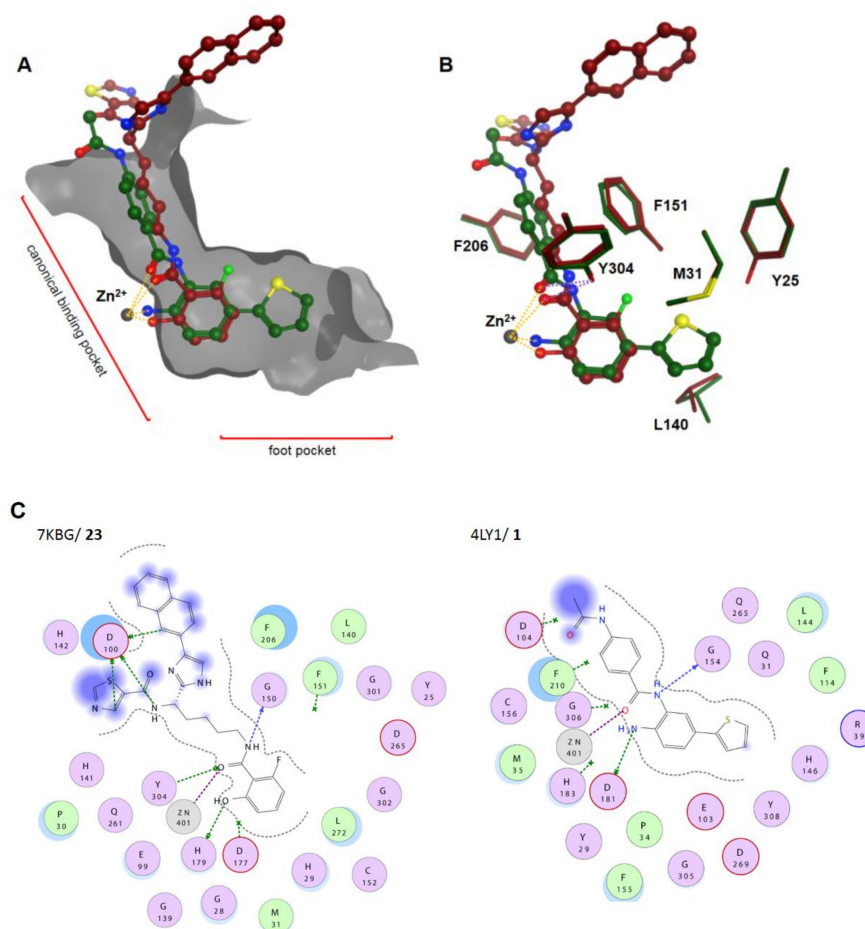 A
B
canonical binding pocket
Zn2+
foot pocket
F206
F151
Y304
M31
Y25
Zn2+
L140
C
7KBG/ 23
4LY1/ 1
H 142
D 100
F 206
L 140
G 150
F 151
G 301
Y 25
D 265
G 302
L 272
C 152
H 29
M 31
D 177
H 179
G 28
G 139
E 99
Q 261
P 30
H 141
Y 304
ZN 401
S
N
O
N
H
N
NH
N
H
O
F
HO
D 104
F 210
C 156
G 306
ZN 401
M 35
H 183
D 181
Y 29
P 34
F 155
G 305
D 269
E 103
Y 308
H 146
R 39
F 114
L 144
Q 265
Q 31
G 154
H
N
O
O
N
H
H N
S